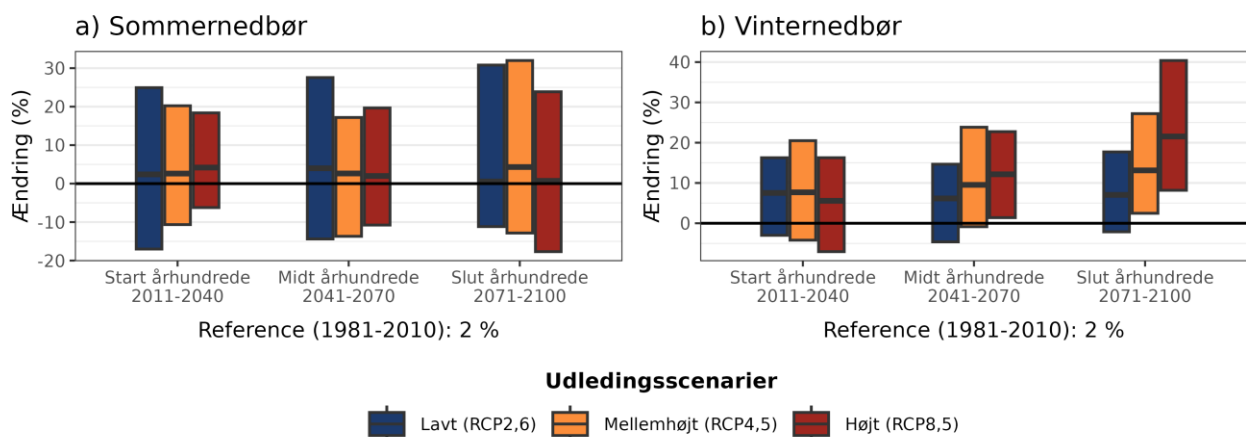 a) Sommernedbør
Ændring (%)
30
20
10
0
-10
-20
Start århundrede
2011-2040
Midt århundrede
2041-2070
Slut århundrede
2071-2100
Reference (1981-2010): 2 %
b) Vinternedbør
Ændring (%)
40
30
20
10
0
Start århundrede
2011-2040
Midt århundrede
2041-2070
Slut århundrede
2071-2100
Reference (1981-2010): 2 %
Udledingsscenarier
Lavt (RCP2,6)
Mellemhøjt (RCP4,5)
Højt (RCP8,5)